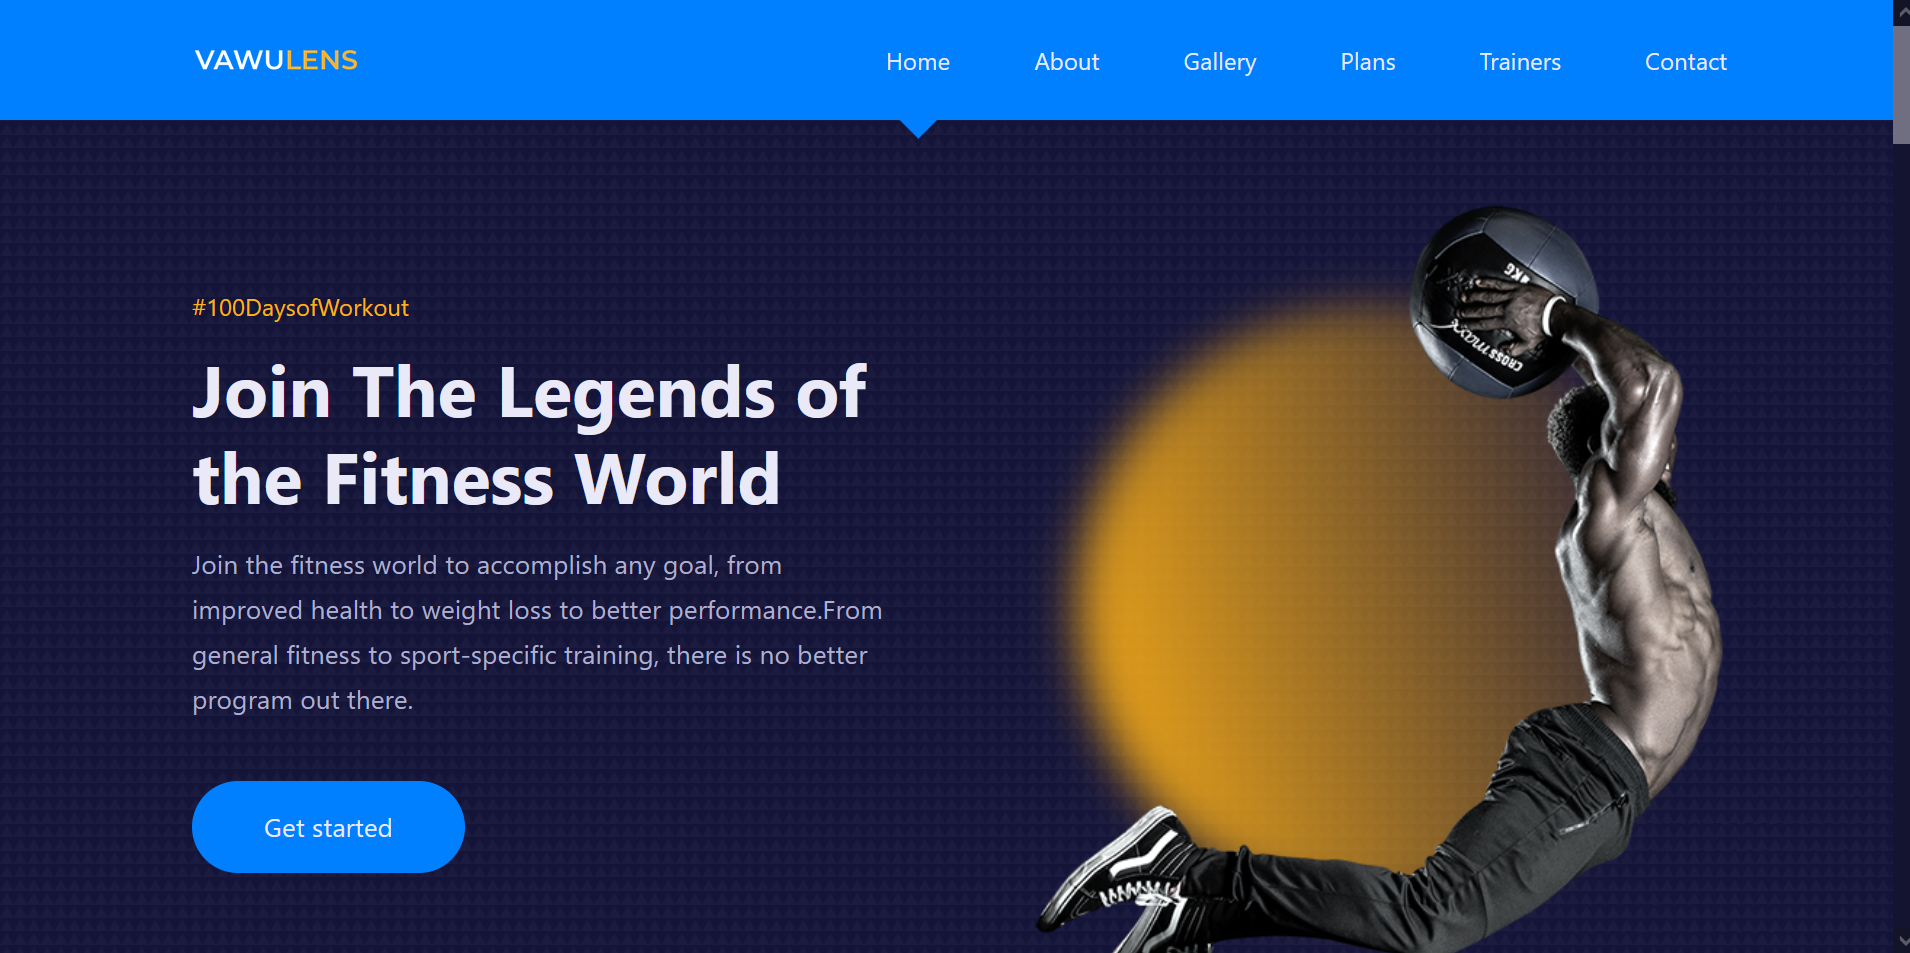 VAWULENS
Home About Gallery Plans Trainers Contact
#100DaysofWorkout
Join The Legends of
the Fitness World
Join the fitness world to accomplish any goal, from
improved health to weight loss to better performance.From
general fitness to sport-specific training, there is no better
program out there.
Get started
4KG
CROSSMAXX